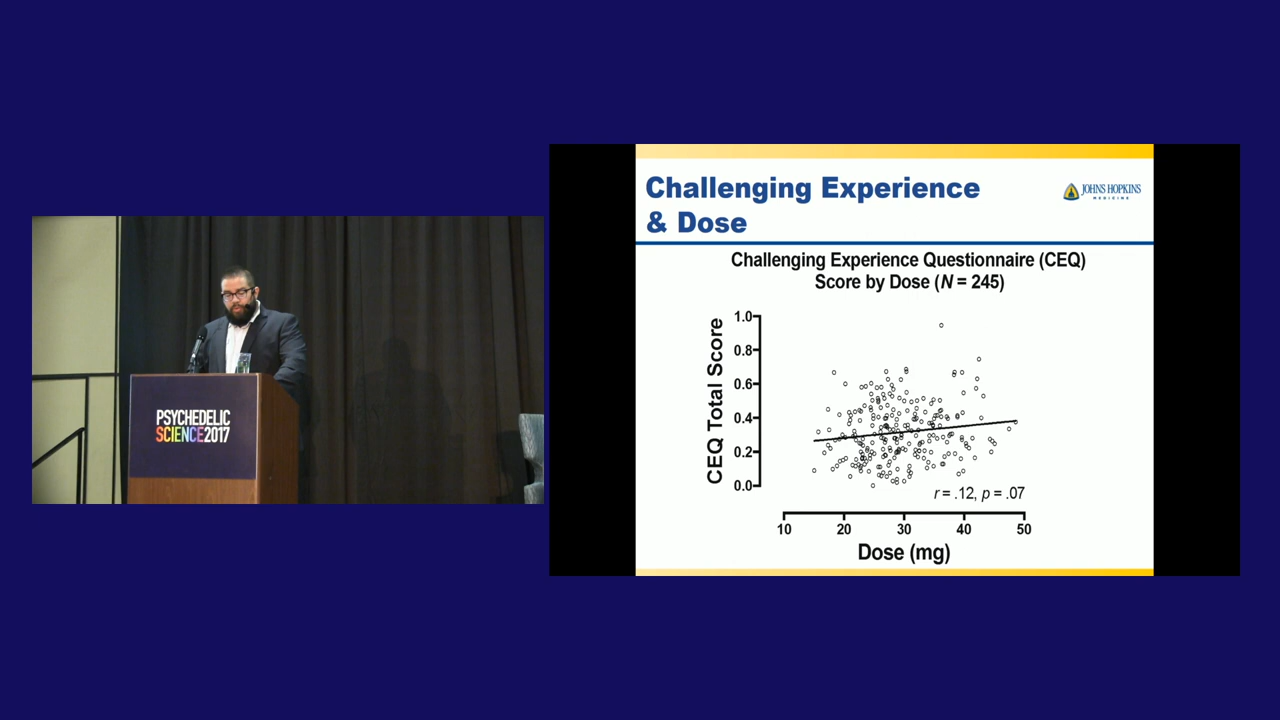 PSYCHEDELIC
SCIENCE2017
Challenging Experience
& Dose
JOHNS HOPKINS
MEDICINE
Challenging Experience Questionnaire (CEQ)
Score by Dose (N = 245)
CEQ Total Score
1.0
0.8
0.6
0.4
0.2
0.0
r = .12, p = .07
10 20 30 40 50
Dose (mg)